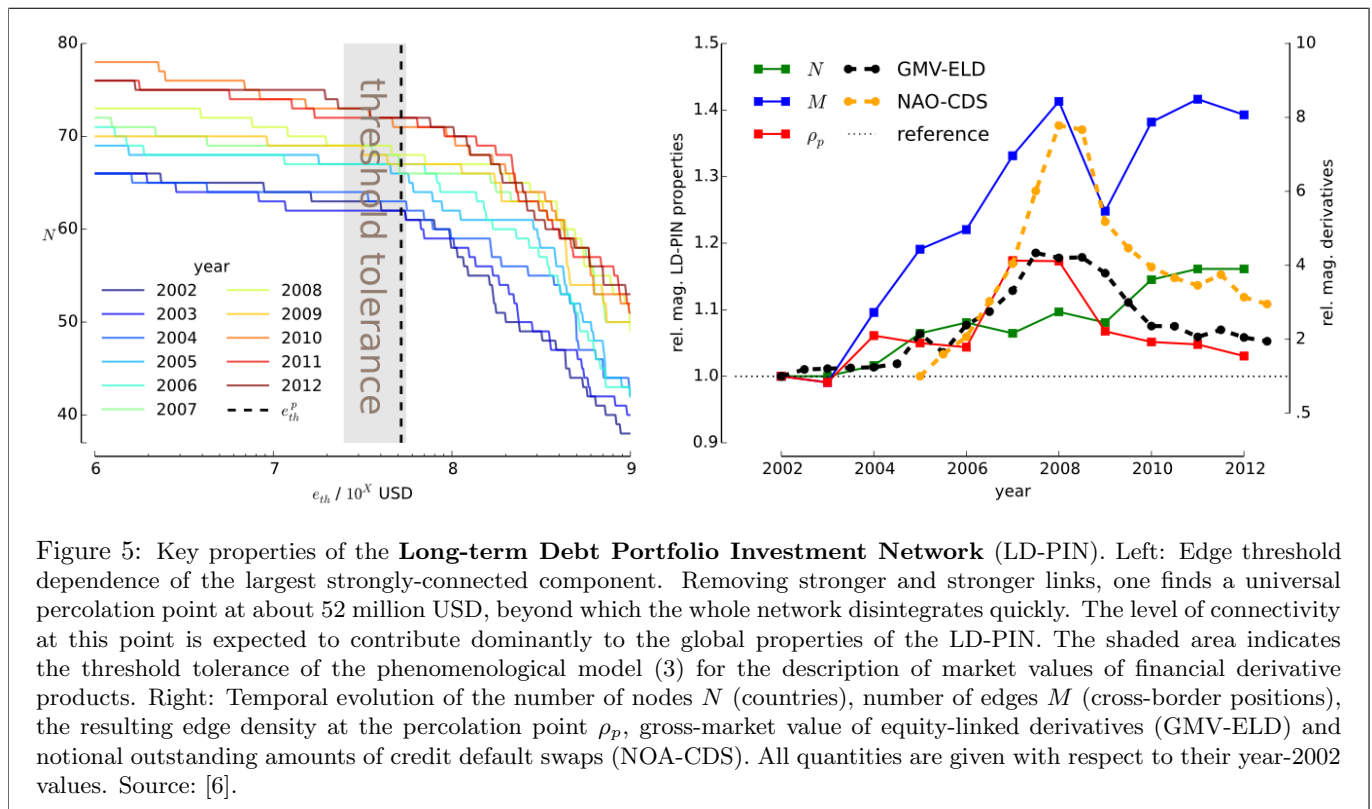 80
70
60
50
40
N
threshold tolerance
year
2002
2003
2004
2005
2006
2007
2008
2009
2010
2011
2012
e_{th}^{p}
6
7
8
9
e_{th} / 10^X USD
1.5
1.4
1.3
1.2
1.1
1.0
0.9
rel. mag. LD-PIN properties
N
M
ρ_p
GMV-ELD
NAO-CDS
reference
10
8
6
4
2
.5
rel. mag. derivatives
2002
2004
2006
2008
2010
2012
year
Figure 5: Key properties of the Long-term Debt Portfolio Investment Network (LD-PIN). Left: Edge threshold
dependence of the largest strongly-connected component. Removing stronger and stronger links, one finds a universal
percolation point at about 52 million USD, beyond which the whole network disintegrates quickly. The level of connectivity
at this point is expected to contribute dominantly to the global properties of the LD-PIN. The shaded area indicates
the threshold tolerance of the phenomenological model (3) for the description of market values of financial derivative
products. Right: Temporal evolution of the number of nodes N (countries), number of edges M (cross-border positions),
the resulting edge density at the percolation point ρ_p, gross-market value of equity-linked derivatives (GMV-ELD) and
notional outstanding amounts of credit default swaps (NOA-CDS). All quantities are given with respect to their year-2002
values. Source: [6].